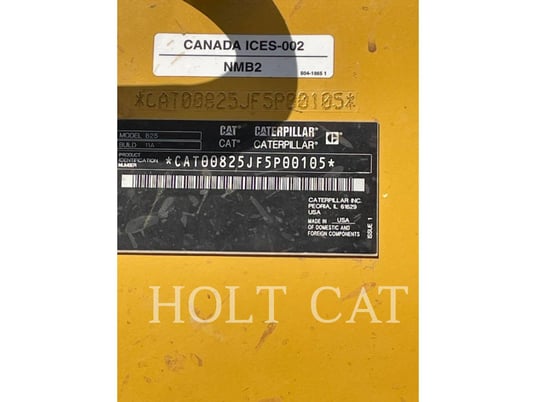 CANADA ICES-002
NMB2
504-1865 1
*CAT00825JF5P00105*
MODEL 825
BUILD 11A
CAT CATERPILLAR
CAT® CATERPILLAR®
PRODUCT IDENTIFICATION NUMBER *CAT00825JF5P00105*
CATERPILLAR INC.
PEORIA, IL 61629
USA
MADE IN USA
OF DOMESTIC AND
FOREIGN COMPONENTS
ISSUE 1
HOLT CAT